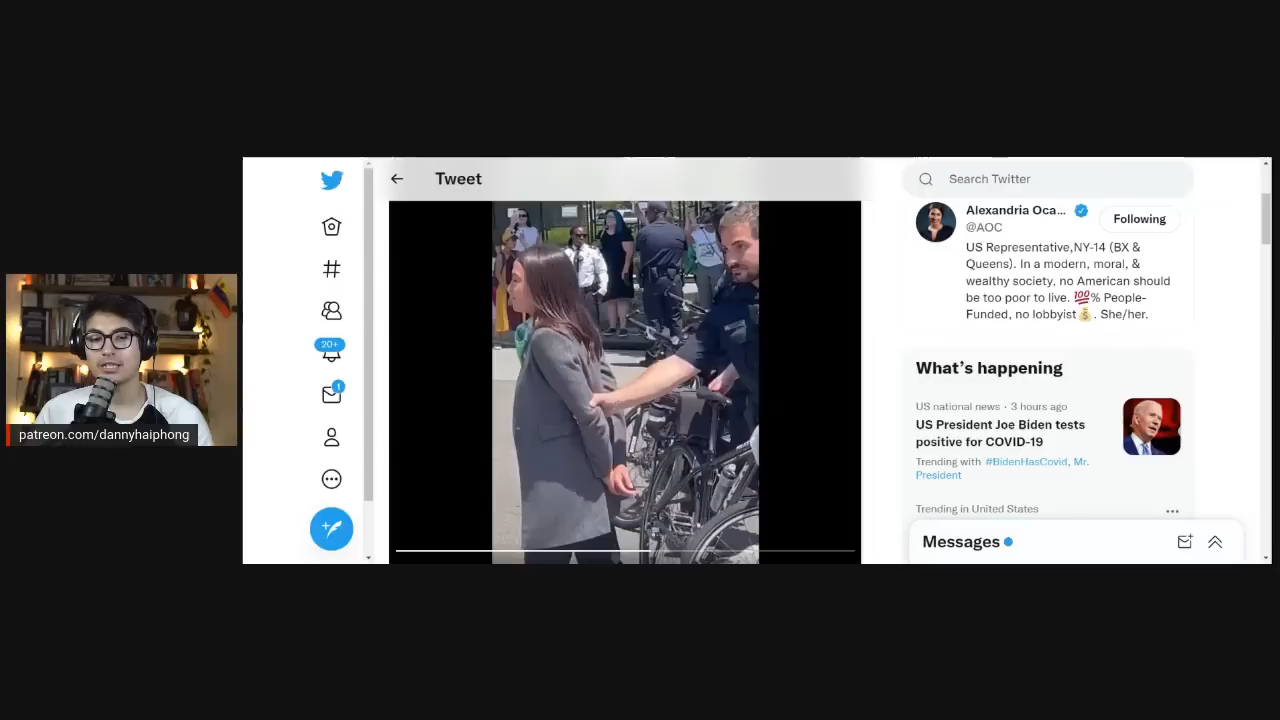 Tweet
Search Twitter
Alexandria Oca...
Following
@AOC
US Representative,NY-14 (BX &
Queens). In a modern, moral, &
wealthy society, no American should
be too poor to live. 💯% People-
Funded, no lobbyist💰. She/her.
20+
1
What's happening
US national news · 3 hours ago
US President Joe Biden tests
positive for COVID-19
Trending with #BidenHasCovid, Mr.
President
Trending in United States
Messages
patreon.com/dannyhaiphong